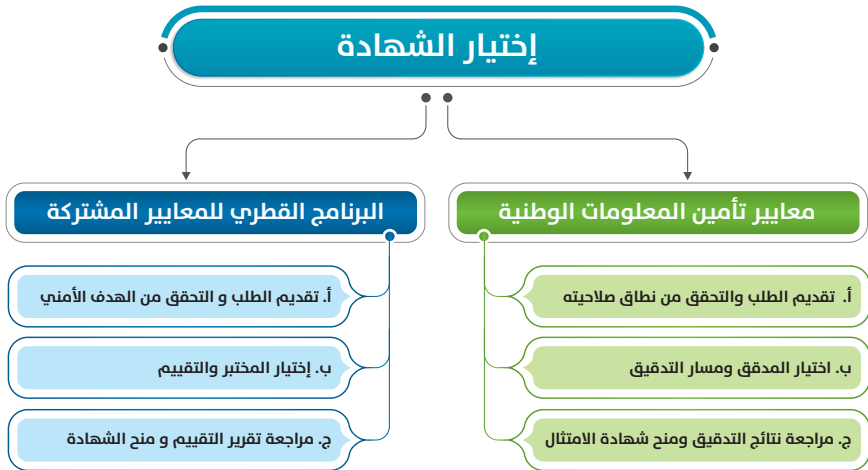 إختيار الشهادة
معايير تأمين المعلومات الوطنية
أ. تقديم الطلب والتحقق من نطاق صلاحيته
ب. اختيار المدقق ومسار التدقيق
ج. مراجعة نتائج التدقيق ومنح شهادة الامتثال
البرنامج القطري للمعايير المشتركة
أ. تقديم الطلب و التحقق من الهدف الأمني
ب. إختيار المختبر والتقييم
ج. مراجعة تقرير التقييم و منح الشهادة